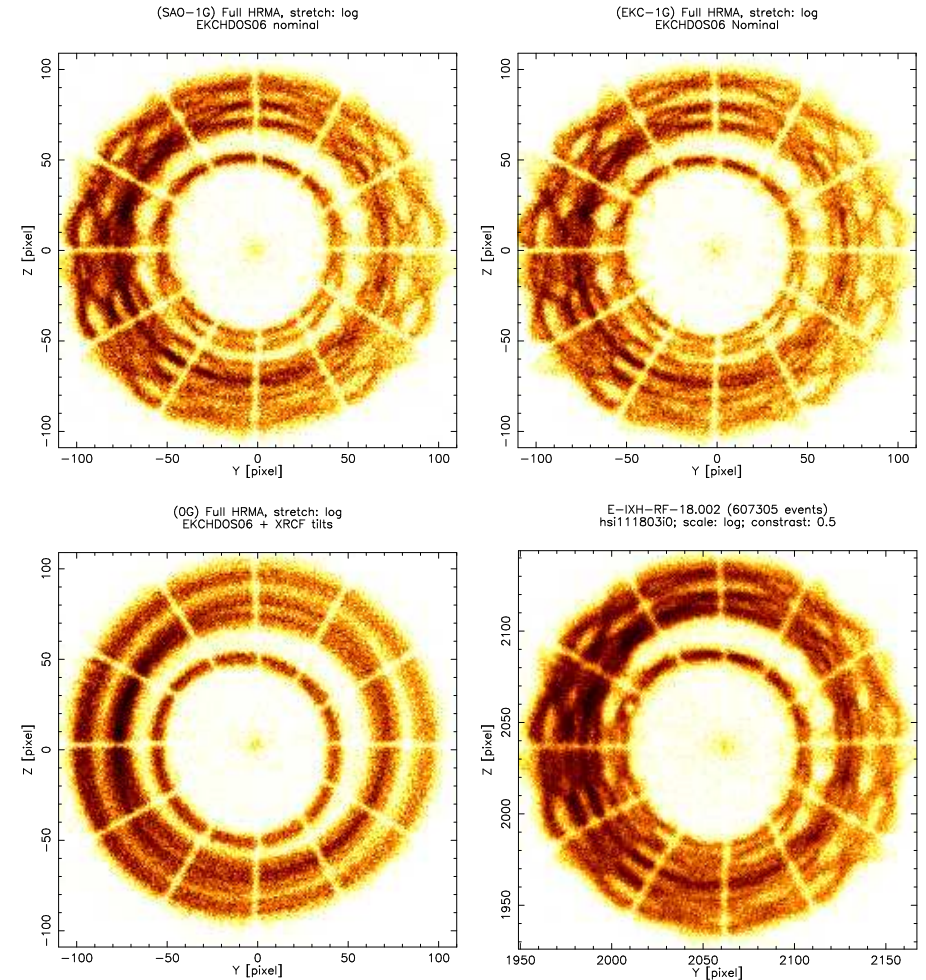 (SAO-1G) Full HRMA, stretch: log
EKCHDOS06 nominal
(EKC-1G) Full HRMA, stretch: log
EKCHDOS06 Nominal
100
50
0
-50
-100
Z [pixel]
-100 -50 0 50 100
Y [pixel]
100
50
0
-50
-100
Z [pixel]
-100 -50 0 50 100
Y [pixel]
(0G) Full HRMA, stretch: log
EKCHDOS06 + XRCF tilts
E-IXH-RF-18.002 (607305 events)
hsi111803i0; scale: log; constrast: 0.5
100
50
0
-50
-100
Z [pixel]
-100 -50 0 50 100
Y [pixel]
2100
2050
2000
1950
Z [pixel]
1950 2000 2050 2100 2150
Y [pixel]